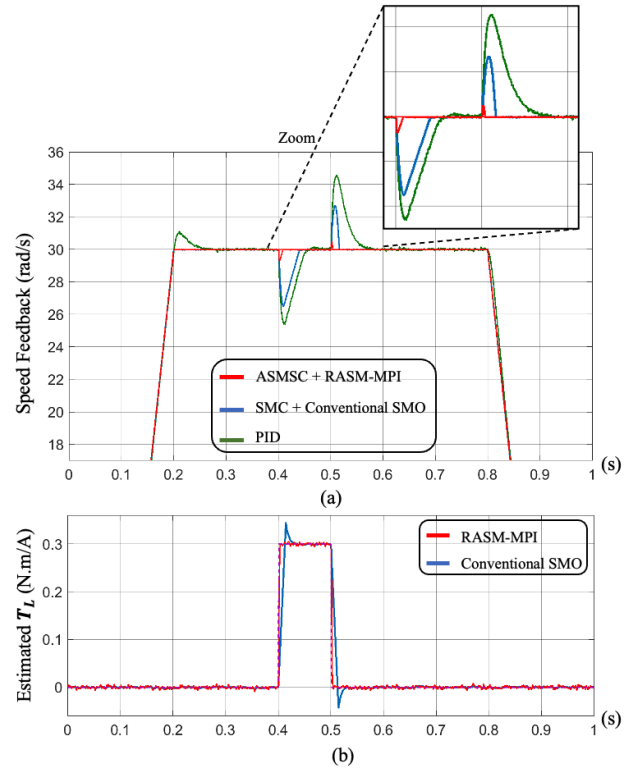 Zoom
Speed Feedback (rad/s)
36
34
32
30
28
26
24
22
20
18
ASMSC + RASM-MPI
SMC + Conventional SMO
PID
0 0.1 0.2 0.3 0.4 0.5 0.6 0.7 0.8 0.9 1 (s)
(a)
Estimated T_L (N.m/A)
0.3
0.2
0.1
0
RASM-MPI
Conventional SMO
0 0.1 0.2 0.3 0.4 0.5 0.6 0.7 0.8 0.9 1 (s)
(b)